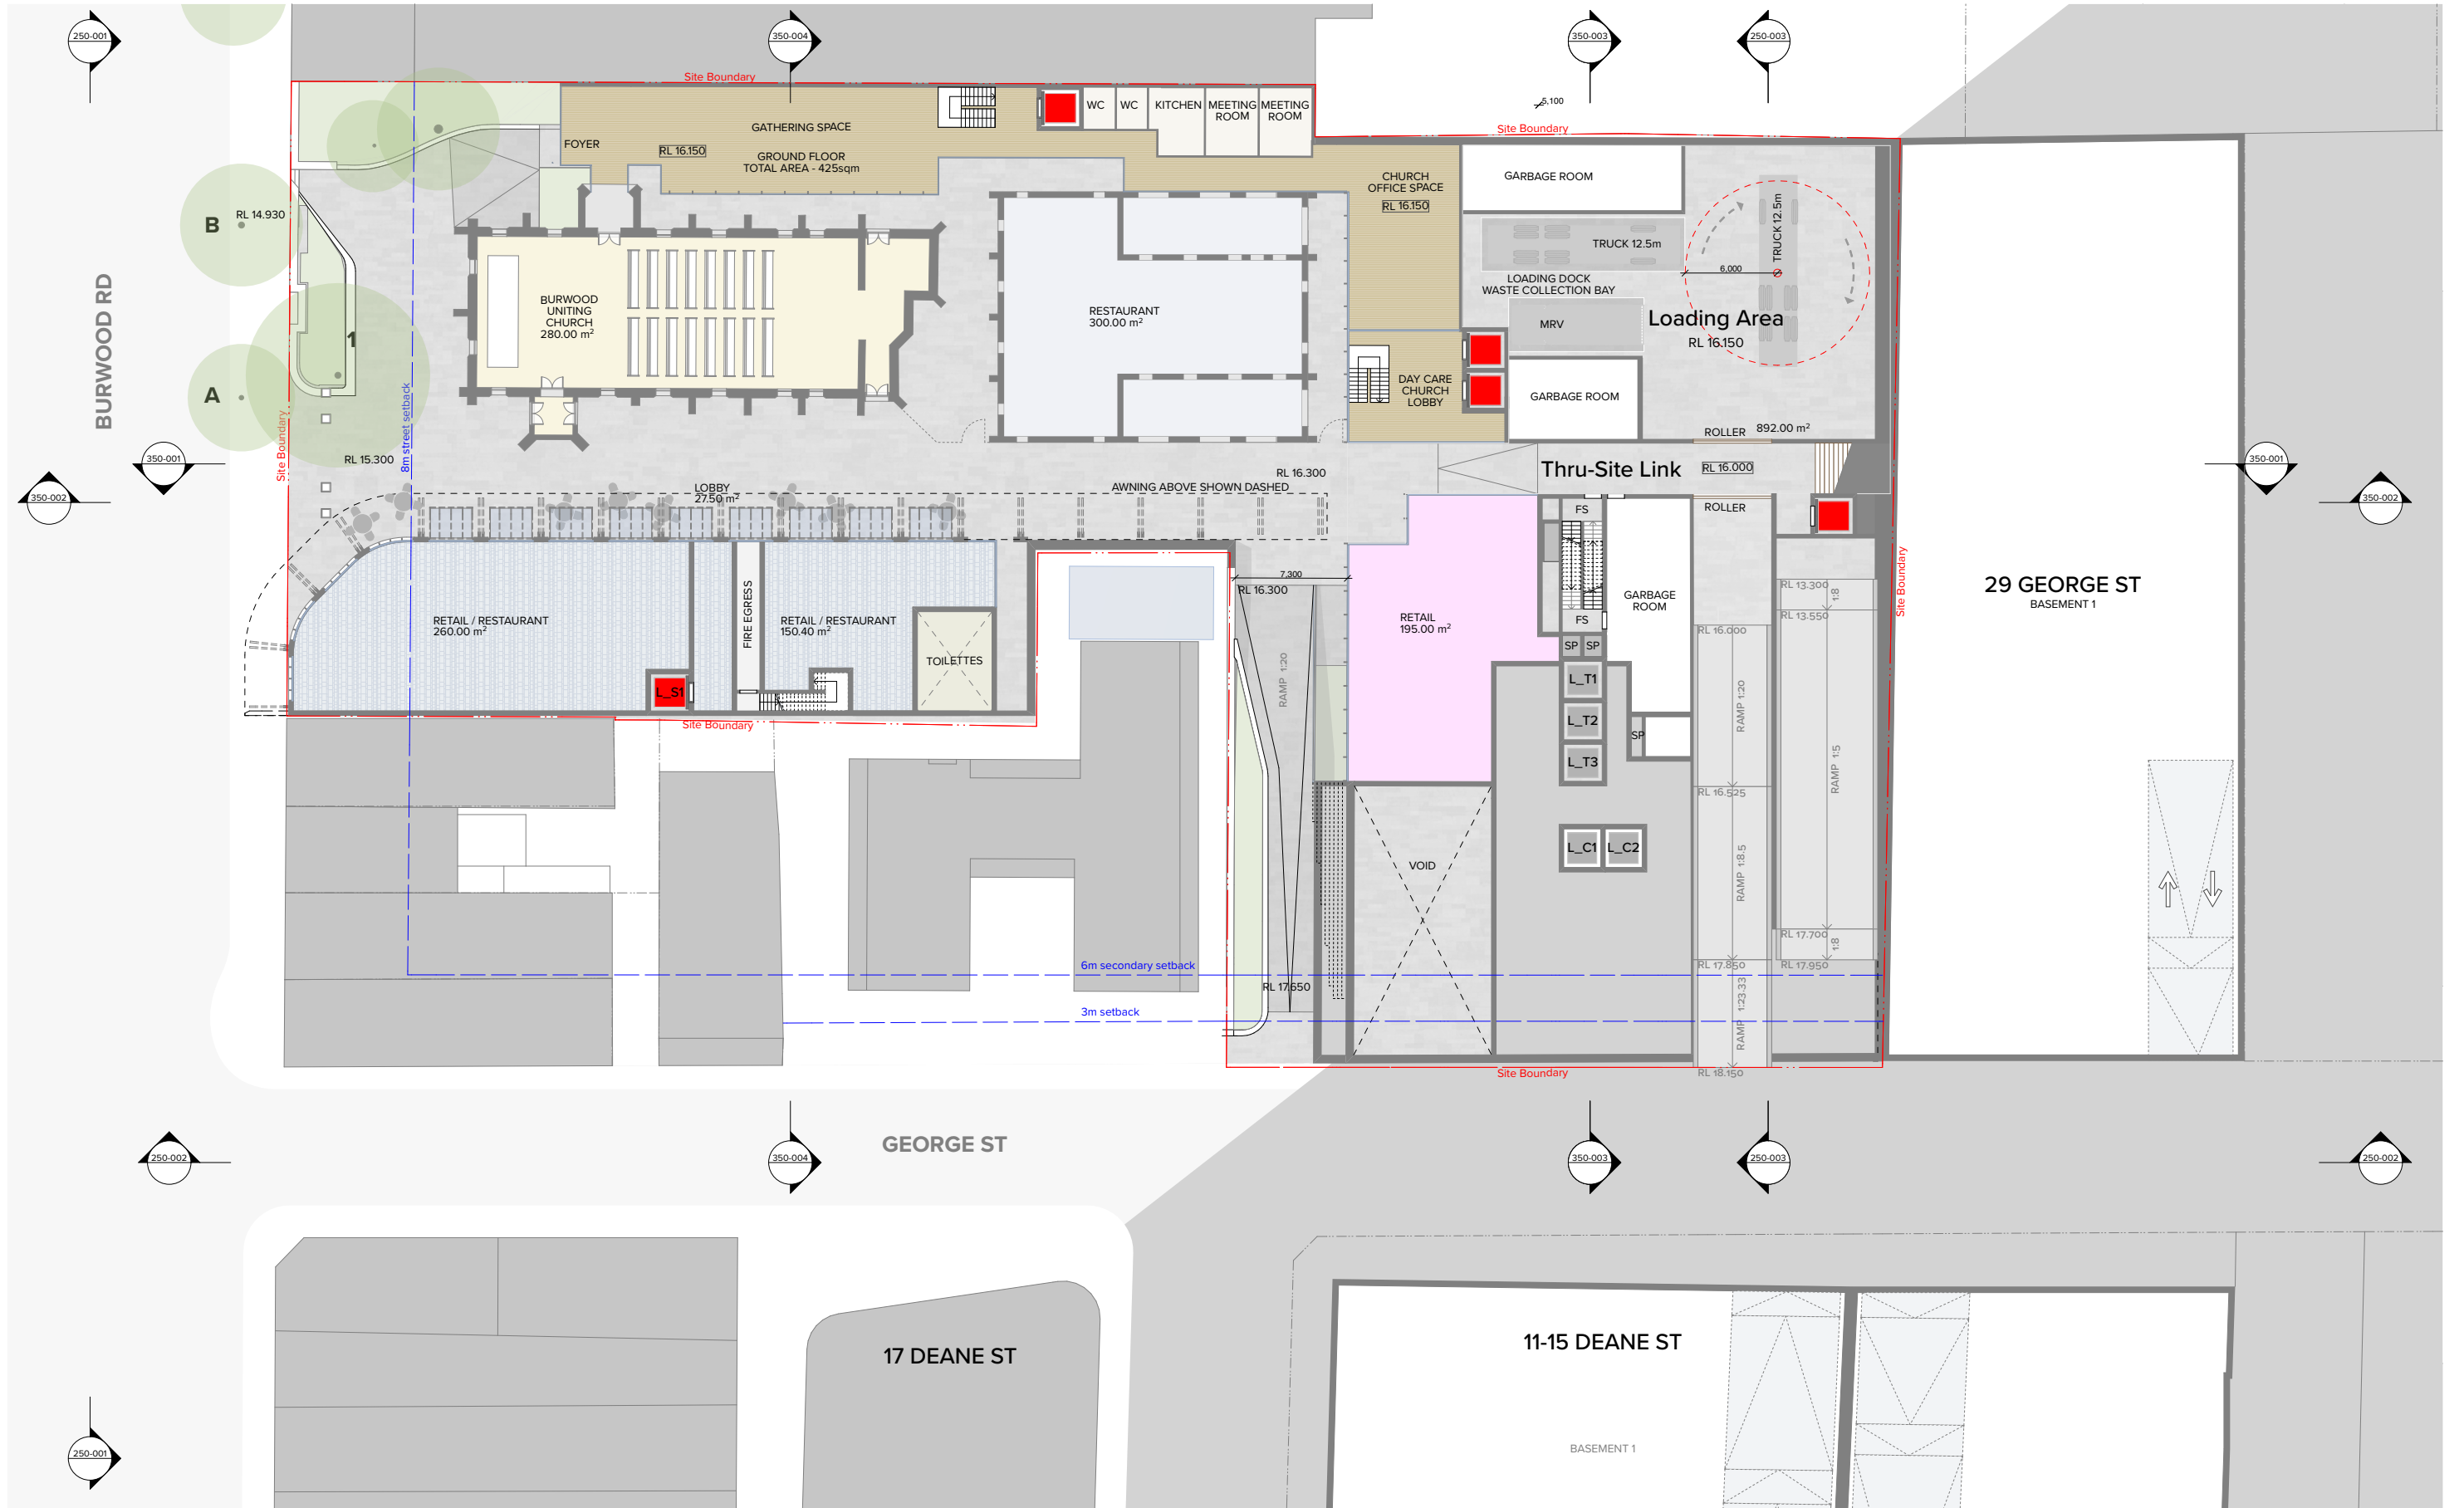 250-001
350-004
350-003
250-003
Site Boundary
5,100
Site Boundary
WC
WC
KITCHEN
MEETING
ROOM
MEETING
ROOM
GATHERING SPACE
FOYER
RL 16.150
GROUND FLOOR
TOTAL AREA - 425sqm
CHURCH
OFFICE SPACE
RL 16.150
GARBAGE ROOM
TRUCK 12.5m
TRUCK 12.5m
6,000
LOADING DOCK
WASTE COLLECTION BAY
MRV
Loading Area
RL 16.150
B
RL 14.930
BURWOOD RD
1
A
BURWOOD
UNITING
CHURCH
280.00 m²
RESTAURANT
300.00 m²
DAY CARE
CHURCH
LOBBY
GARBAGE ROOM
ROLLER
892.00 m²
8m street setback
Site Boundary
RL 15.300
350-001
350-002
350-001
350-002
LOBBY
27.50 m²
AWNING ABOVE SHOWN DASHED
RL 16.300
Thru-Site Link
RL 16.000
ROLLER
FS
FS
SP
SP
GARBAGE
ROOM
7,300
RL 16.300
RETAIL
195.00 m²
RETAIL / RESTAURANT
260.00 m²
FIRE EGRESS
RETAIL / RESTAURANT
150.40 m²
TOILETTES
L_S1
Site Boundary
RAMP 1:20
L_T1
L_T2
L_T3
SP
L_C1
L_C2
VOID
RL 13.300
1:8
RL 13.550
RL 16.000
RAMP 1:20
RAMP 1:5
RL 16.525
RAMP 1:8.5
RL 17.700
1:8
RL 17.850
RL 17.950
RAMP 1:23.33
RL 18.150
Site Boundary
29 GEORGE ST
BASEMENT 1
6m secondary setback
RL 17.650
3m setback
Site Boundary
250-002
350-004
GEORGE ST
350-003
250-003
250-002
17 DEANE ST
11-15 DEANE ST
BASEMENT 1
250-001